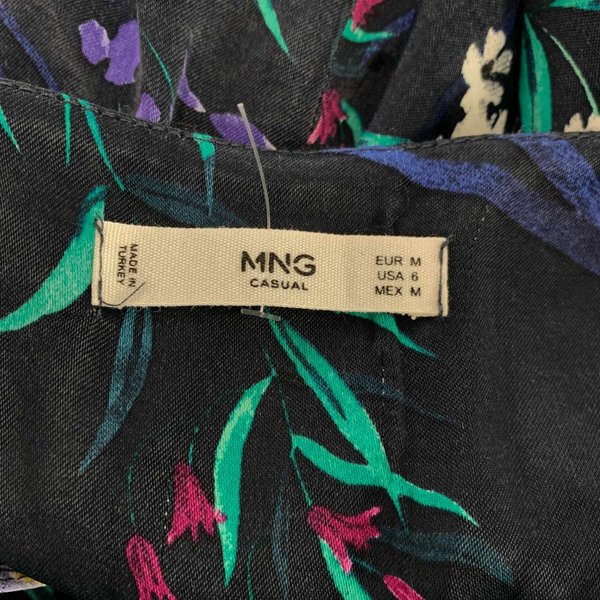 MADE IN
TURKEY
MNG
CASUAL
EUR M
USA 6
MEX M